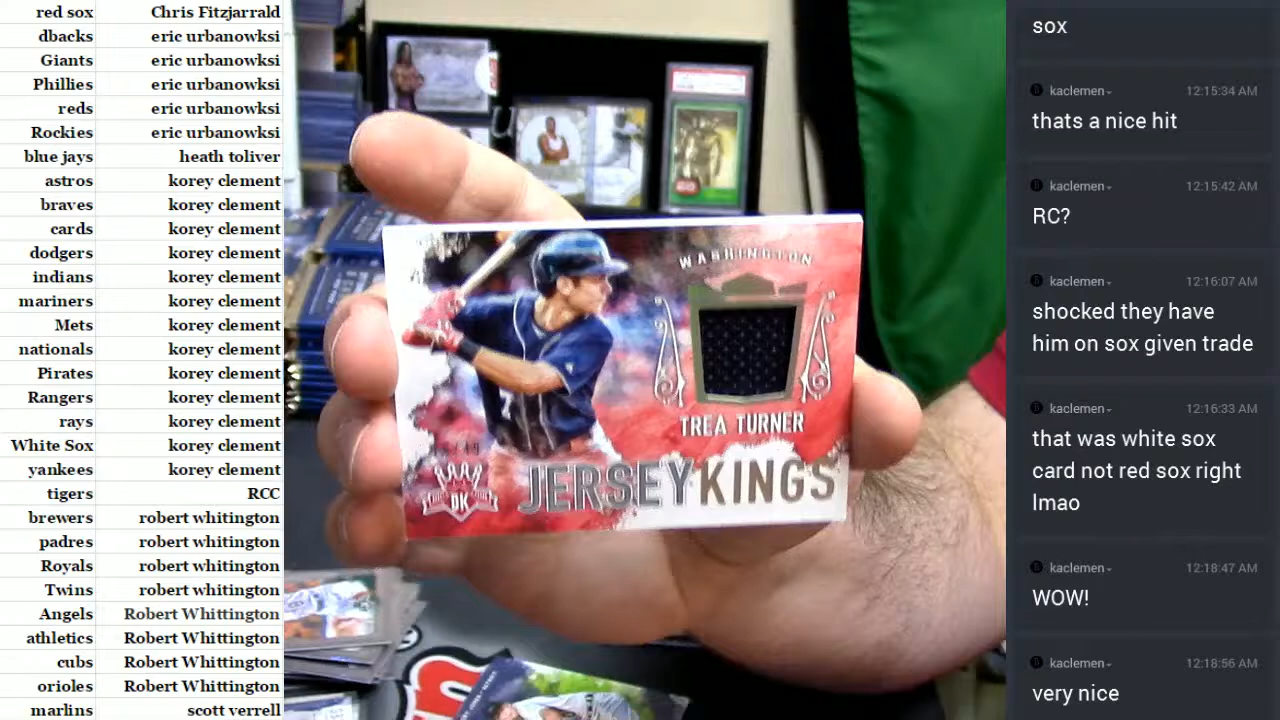 red sox Chris Fitzjarrald
dbacks eric urbanowksi
Giants eric urbanowksi
Phillies eric urbanowksi
reds eric urbanowksi
Rockies eric urbanowksi
blue jays heath toliver
astros korey clement
braves korey clement
cards korey clement
dodgers korey clement
indians korey clement
mariners korey clement
Mets korey clement
nationals korey clement
Pirates korey clement
Rangers korey clement
rays korey clement
White Sox korey clement
yankees korey clement
tigers RCC
brewers robert whitington
padres robert whitington
Royals robert whitington
Twins robert whitington
Angels Robert Whittington
athletics Robert Whittington
cubs Robert Whittington
orioles Robert Whittington
marlins scott verrell
WASHINGTON
TREA TURNER
DK
JERSEY KINGS
sox
kaclemen 12:15:34 AM
thats a nice hit
kaclemen 12:15:42 AM
RC?
kaclemen 12:16:07 AM
shocked they have
him on sox given trade
kaclemen 12:16:33 AM
that was white sox
card not red sox right
lmao
kaclemen 12:18:47 AM
WOW!
kaclemen 12:18:56 AM
very nice